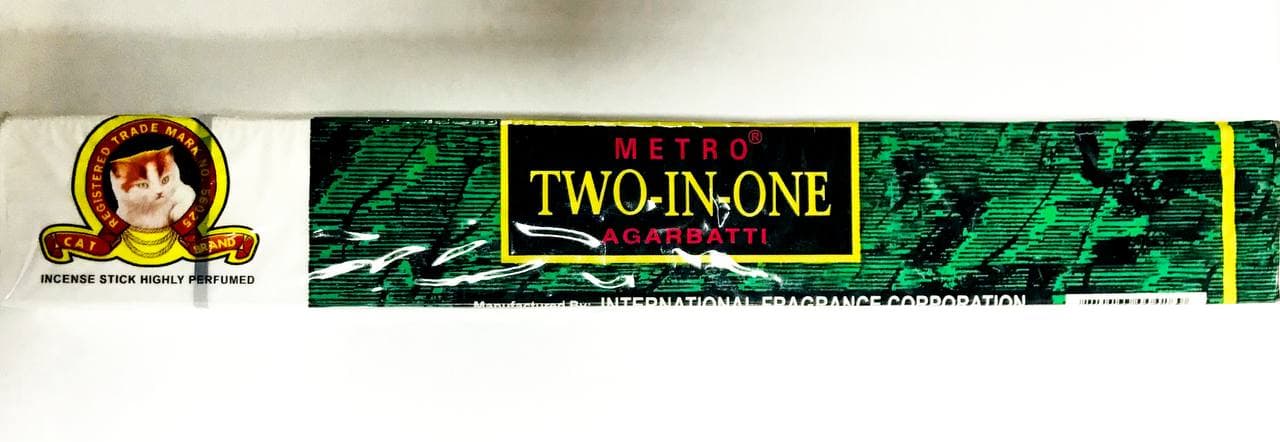 REGISTERED TRADE MARK NO. 56025
CAT BRAND
INCENSE STICK HIGHLY PERFUMED
METRO®
TWO-IN-ONE
AGARBATTI
Manufactured By: INTERNATIONAL FRAGRANCE CORPORATION